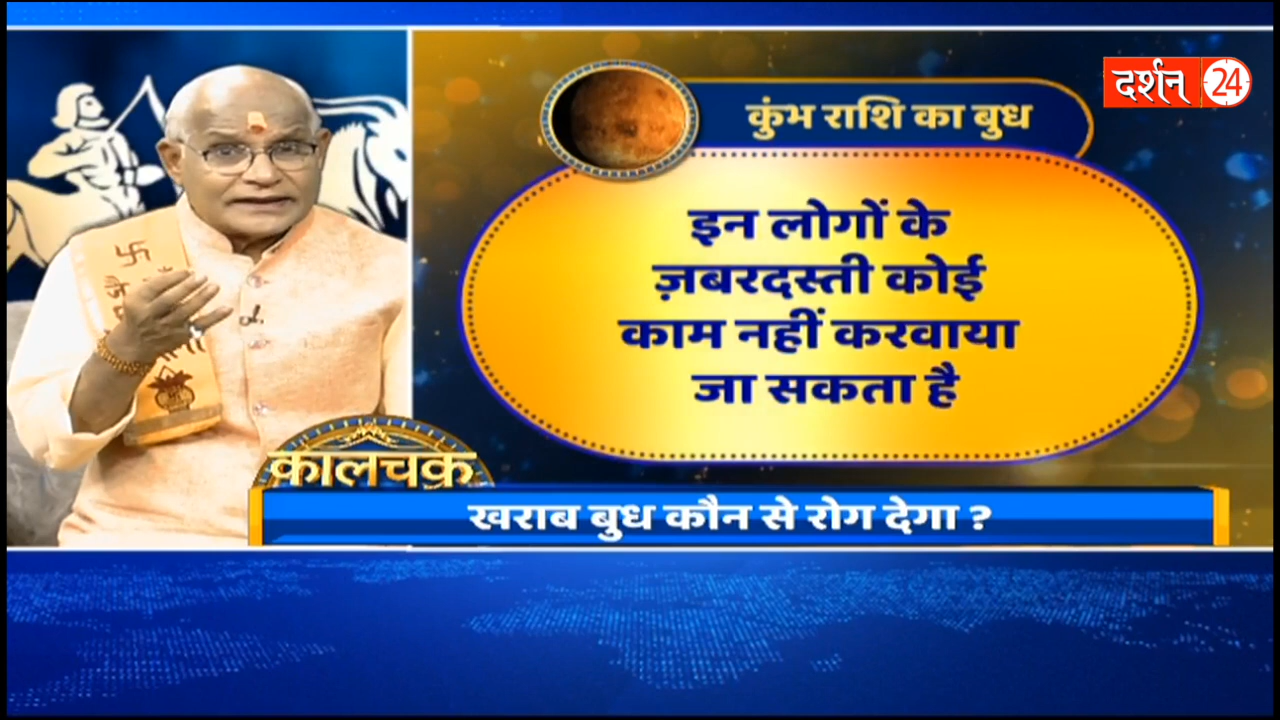 दर्शन 24
कुंभ राशि का बुध
इन लोगों के
ज़बरदस्ती कोई
काम नहीं करवाया
जा सकता है
कालचक्र
खराब बुध कौन से रोग देगा ?